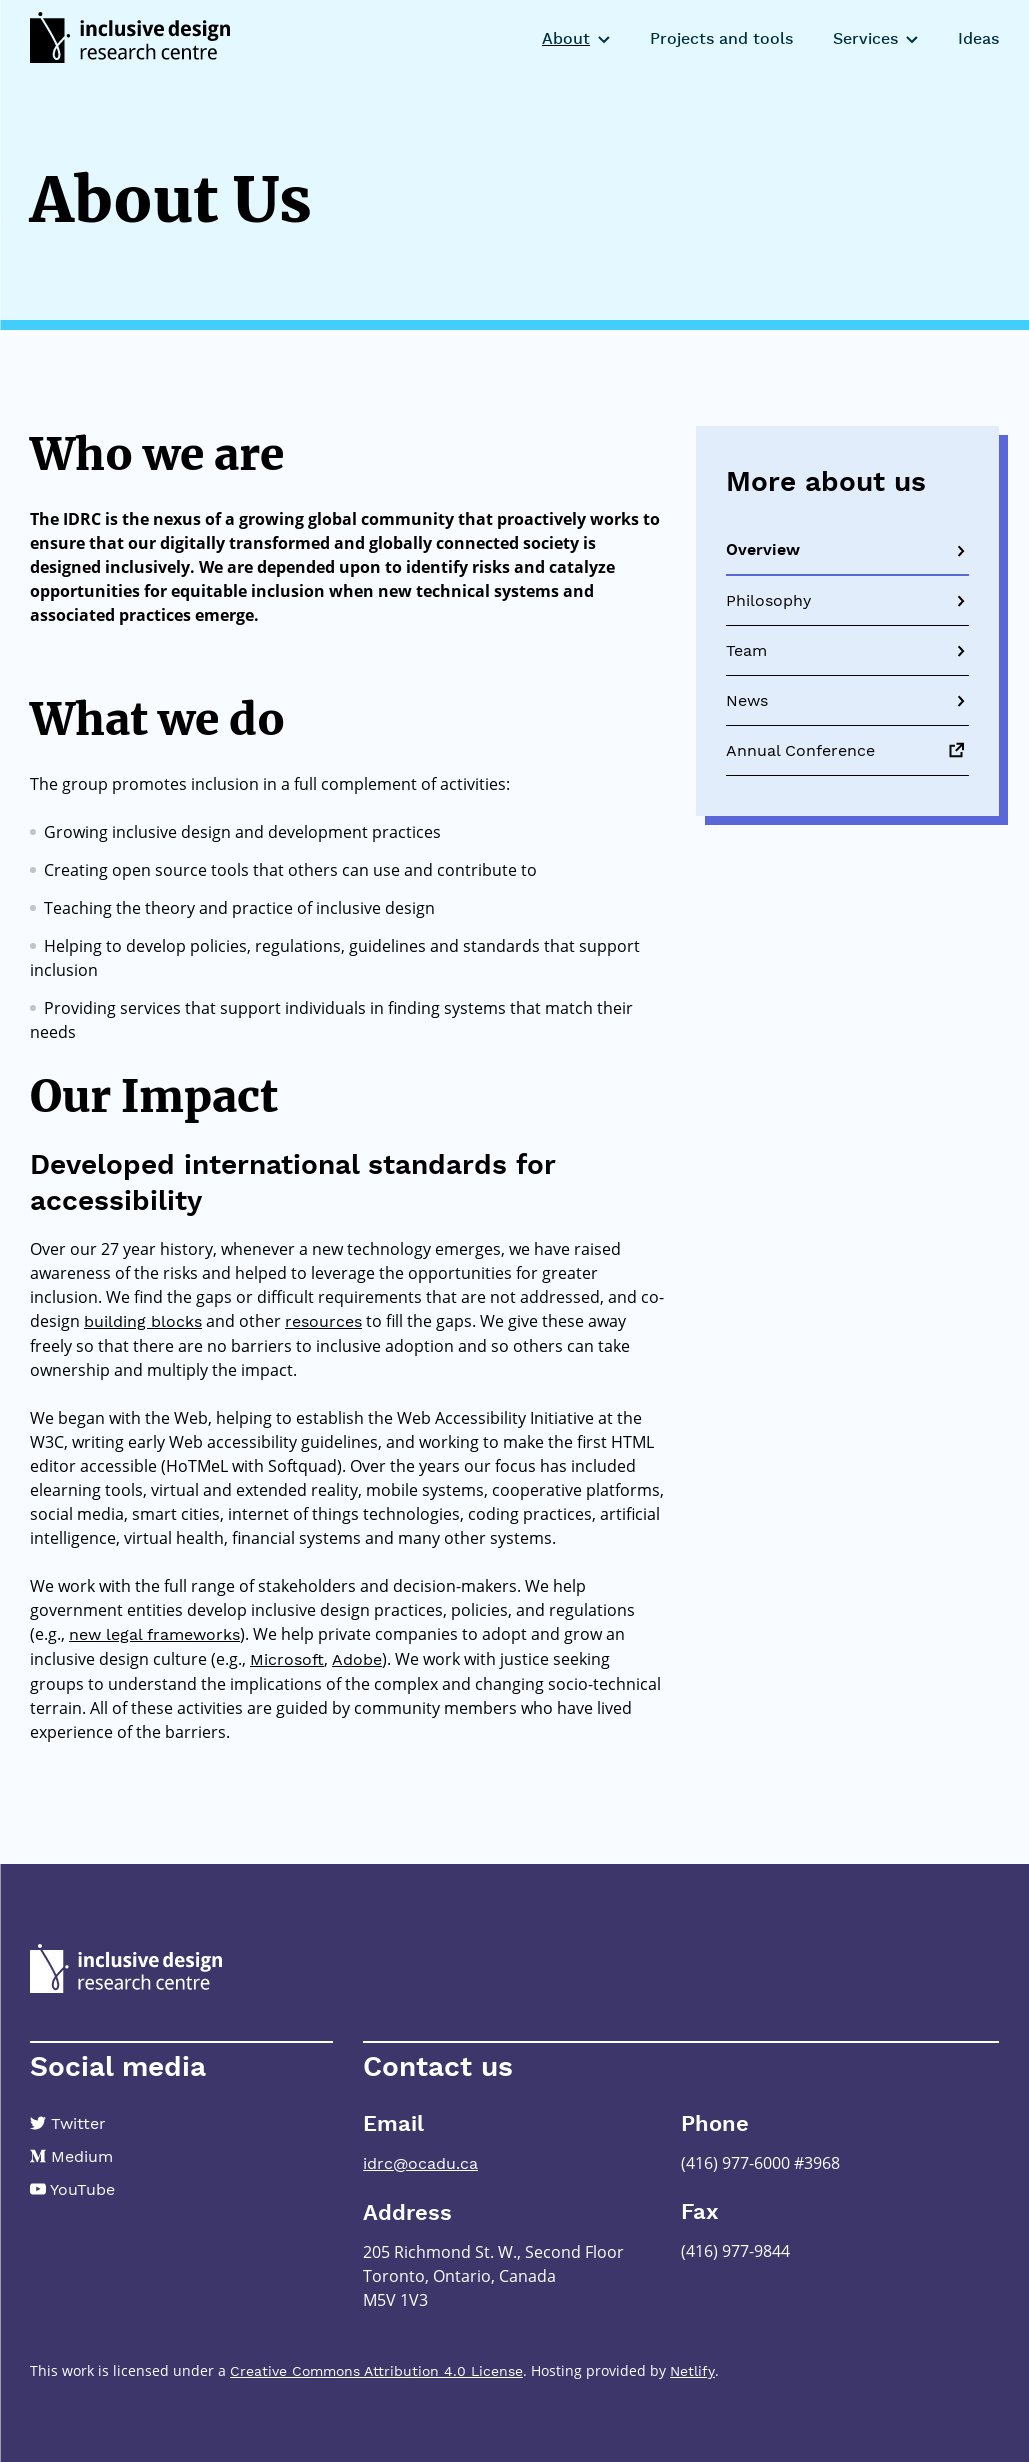 inclusive design
research centre
About
Projects and tools
Services
Ideas
About Us
Who we are
The IDRC is the nexus of a growing global community that proactively works to
ensure that our digitally transformed and globally connected society is
designed inclusively. We are depended upon to identify risks and catalyze
opportunities for equitable inclusion when new technical systems and
associated practices emerge.
What we do
The group promotes inclusion in a full complement of activities:
Growing inclusive design and development practices
Creating open source tools that others can use and contribute to
Teaching the theory and practice of inclusive design
Helping to develop policies, regulations, guidelines and standards that support
inclusion
Providing services that support individuals in finding systems that match their
needs
Our Impact
Developed international standards for
accessibility
Over our 27 year history, whenever a new technology emerges, we have raised
awareness of the risks and helped to leverage the opportunities for greater
inclusion. We find the gaps or difficult requirements that are not addressed, and co-
design building blocks and other resources to fill the gaps. We give these away
freely so that there are no barriers to inclusive adoption and so others can take
ownership and multiply the impact.
We began with the Web, helping to establish the Web Accessibility Initiative at the
W3C, writing early Web accessibility guidelines, and working to make the first HTML
editor accessible (HoTMeL with Softquad). Over the years our focus has included
elearning tools, virtual and extended reality, mobile systems, cooperative platforms,
social media, smart cities, internet of things technologies, coding practices, artificial
intelligence, virtual health, financial systems and many other systems.
We work with the full range of stakeholders and decision-makers. We help
government entities develop inclusive design practices, policies, and regulations
(e.g., new legal frameworks). We help private companies to adopt and grow an
inclusive design culture (e.g., Microsoft, Adobe). We work with justice seeking
groups to understand the implications of the complex and changing socio-technical
terrain. All of these activities are guided by community members who have lived
experience of the barriers.
More about us
Overview
Philosophy
Team
News
Annual Conference
inclusive design
research centre
Social media
Twitter
Medium
YouTube
Contact us
Email
idrc@ocadu.ca
Address
205 Richmond St. W., Second Floor
Toronto, Ontario, Canada
M5V 1V3
Phone
(416) 977-6000 #3968
Fax
(416) 977-9844
This work is licensed under a Creative Commons Attribution 4.0 License. Hosting provided by Netlify.